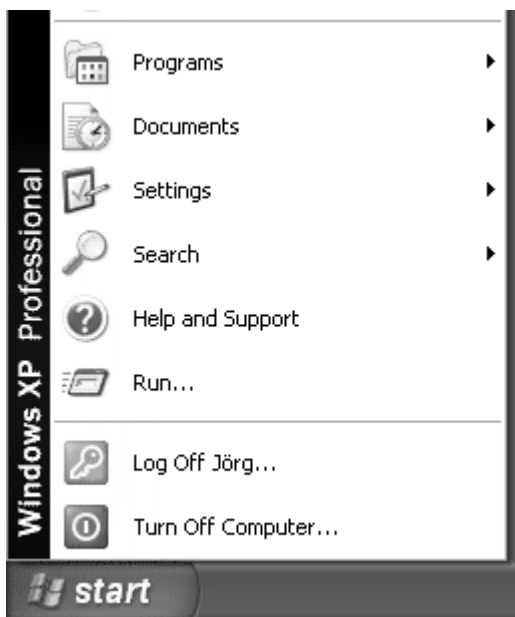 Programs
Documents
Settings
Search
Help and Support
Run...
Log Off Jörg...
Turn Off Computer...
Windows XP Professional
start